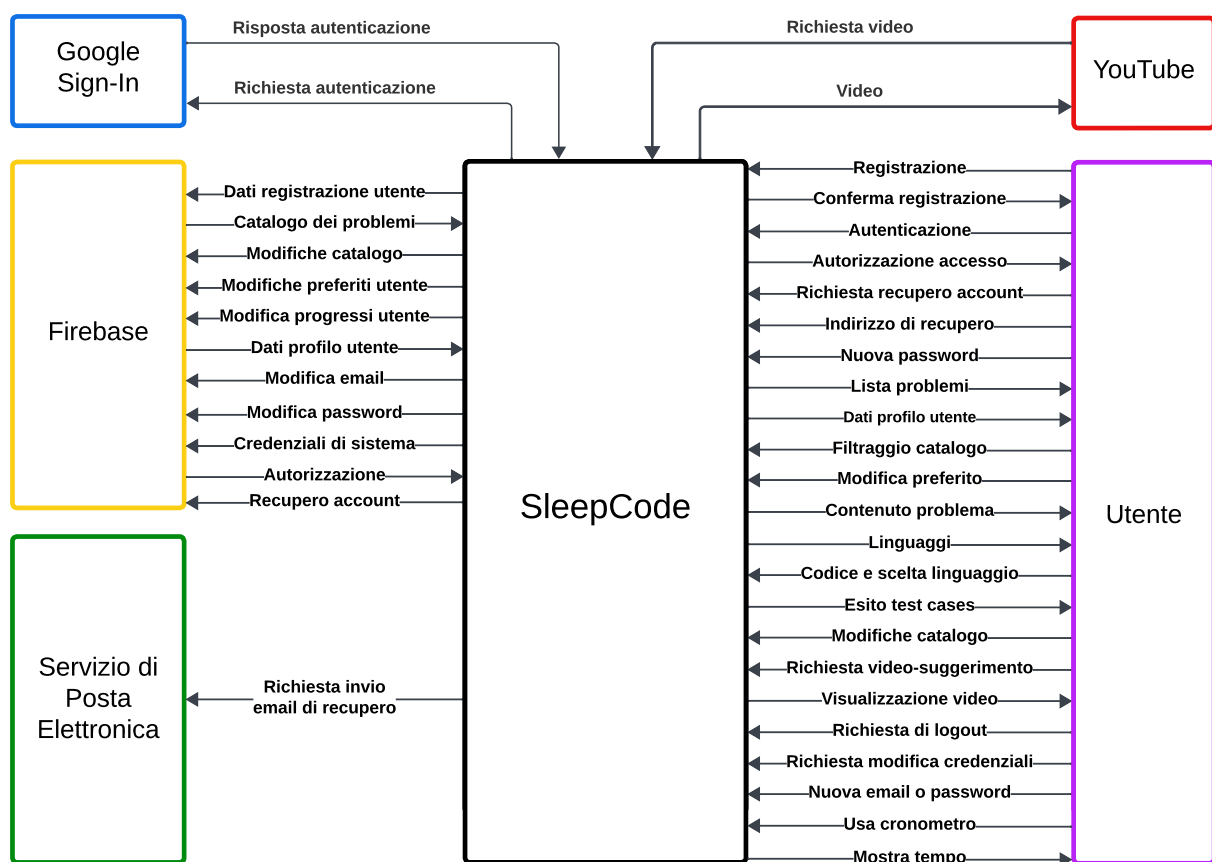 Risposta autenticazione
Richiesta video
Google
Sign-In
YouTube
Richiesta autenticazione
Video
Dati registrazione utente
Catalogo dei problemi
Modifiche catalogo
Modifiche preferiti utente
Modifica progressi utente
Firebase
Dati profilo utente
Modifica email
Modifica password
Credenziali di sistema
Autorizzazione
Recupero account
Servizio di
Posta
Elettronica
Richiesta invio
email di recupero
SleepCode
Registrazione
Conferma registrazione
Autenticazione
Autorizzazione accesso
Richiesta recupero account
Indirizzo di recupero
Nuova password
Lista problemi
Dati profilo utente
Filtraggio catalogo
Modifica preferito
Contenuto problema
Utente
Linguaggi
Codice e scelta linguaggio
Esito test cases
Modifiche catalogo
Richiesta video-suggerimento
Visualizzazione video
Richiesta di logout
Richiesta modifica credenziali
Nuova email o password
Usa cronometro
Mostra tempo